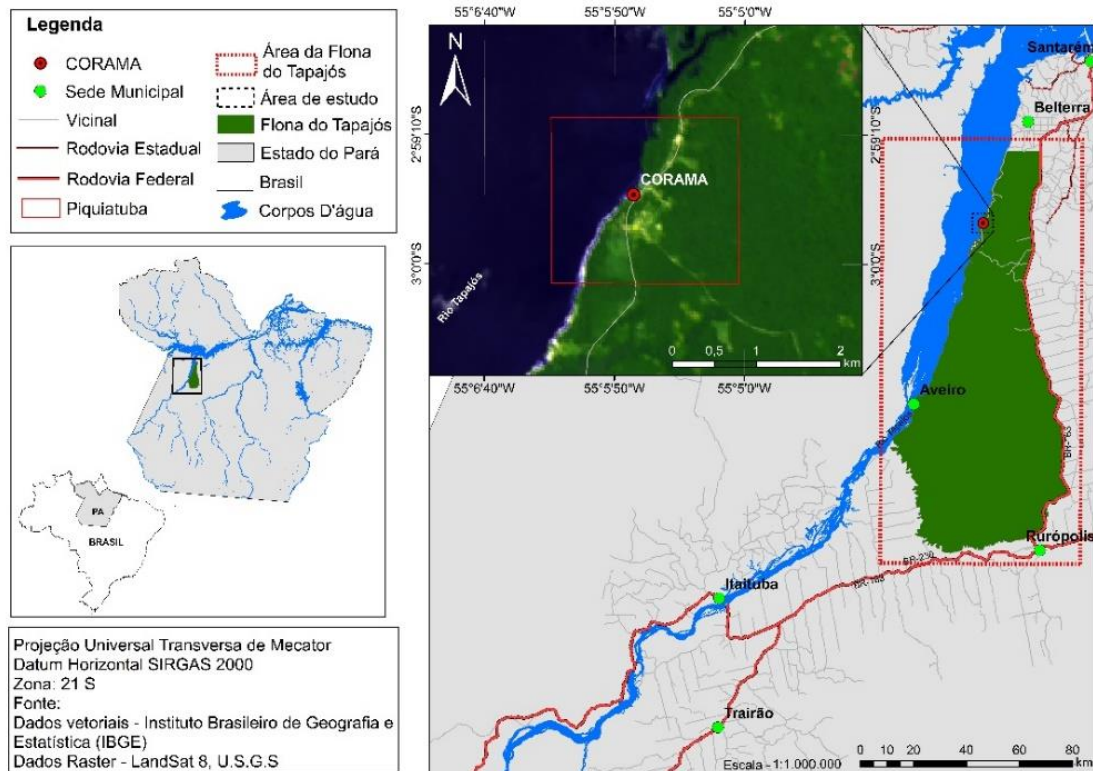 Legenda
CORAMA
Sede Municipal
Vicinal
Rodovia Estadual
Rodovia Federal
Piquiatuba
Área da Flona
do Tapajós
Área de estudo
Flona do Tapajós
Estado do Pará
Brasil
Corpos D'água
PA
BRASIL
Projeção Universal Transversa de Mecator
Datum Horizontal SIRGAS 2000
Zona: 21 S
Fonte:
Dados vetoriais - Instituto Brasileiro de Geografia e
Estatística (IBGE)
Dados Raster - LandSat 8, U.S.G.S
55°6'40"W 55°5'50"W 55°5'0"W
N
2°59'10"S
3°0'0"S
CORAMA
Rio Tapajós
0 0,5 1 2
km
2°59'10"S
3°0'0"S
55°6'40"W 55°5'50"W 55°5'0"W
Santarém
Belterra
Aveiro
Rurópolis
BR-230
Itaituba
Trairão
Escala - 1:1.000.000
0 10 20 40 60 80
km